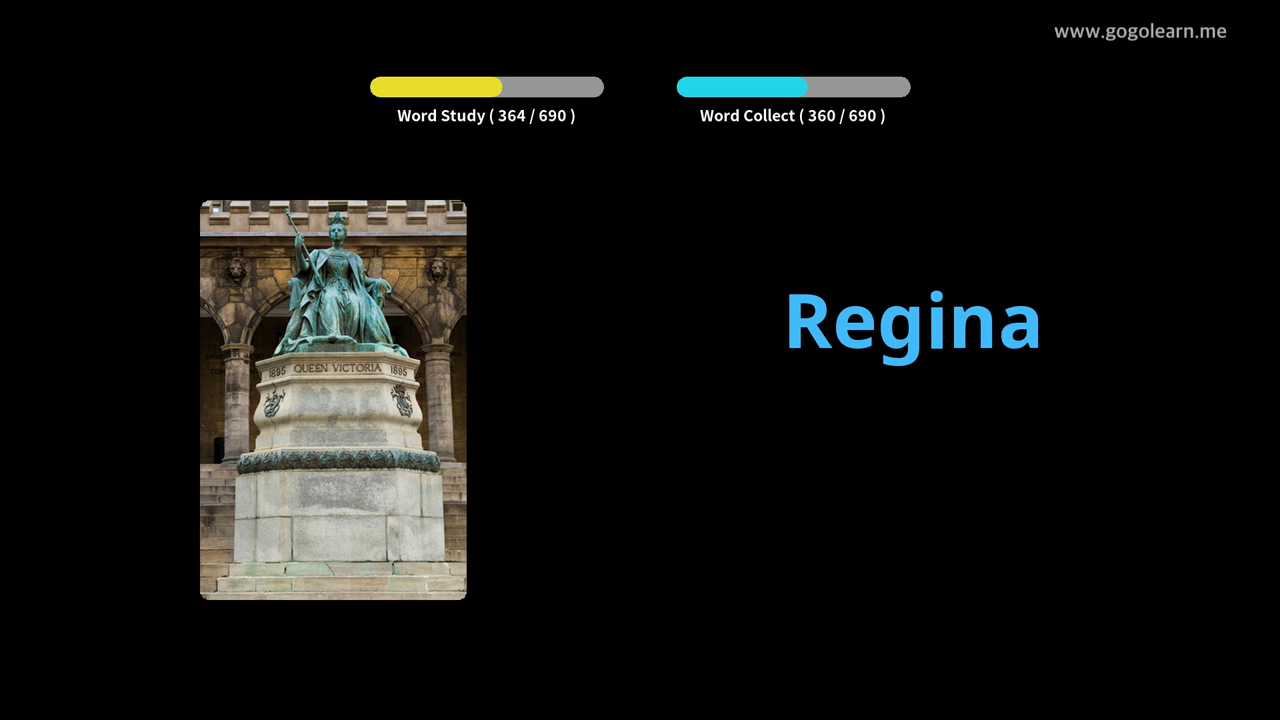 www.gogolearn.me
Word Study ( 364 / 690 )
Word Collect ( 360 / 690 )
1895 QUEEN VICTORIA 1895
Regina